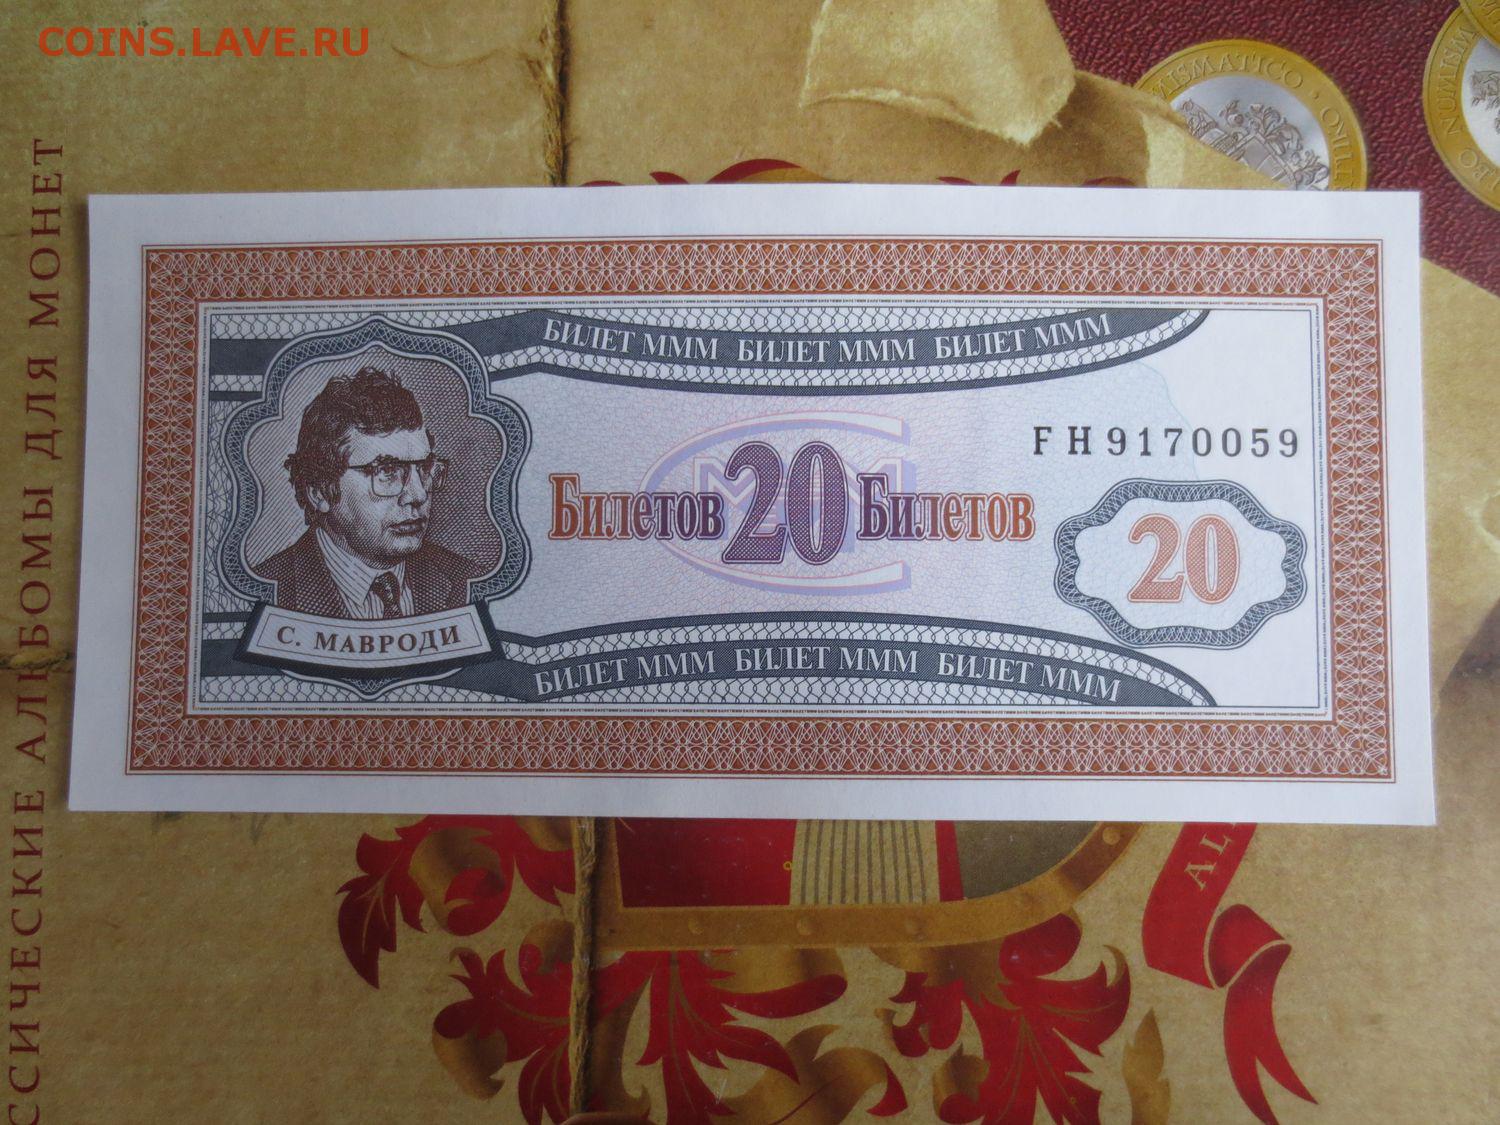 COINS.LAVE.RU
NUMISMATICO
БИЛЕТ МММ БИЛЕТ МММ БИЛЕТ МММ
FH9170059
Билетов 20 Билетов
20
С. МАВРОДИ
БИЛЕТ МММ БИЛЕТ МММ БИЛЕТ МММ
ССИЧЕСКИЕ АЛЬБОМЫ ДЛЯ МОНЕТ